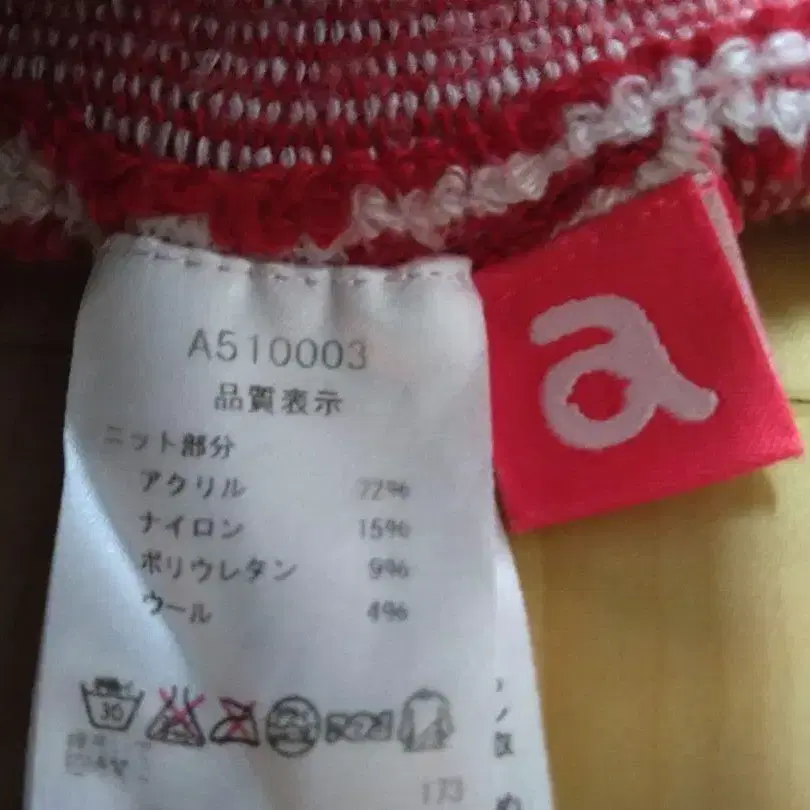 A510003
品質表示
ニット部分
アクリル 72%
ナイロン 15%
ポリウレタン 9%
ウール 4%
a
30
173